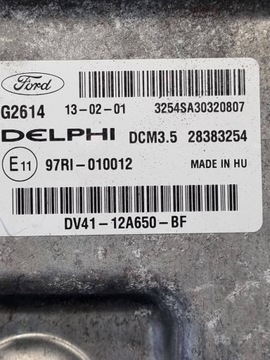 Ford
G2614 13-02-01 3254SA30320807
DELPHI DCM3.5 28383254
E11 97RI-010012 MADE IN HU
DV41-12A650-BF